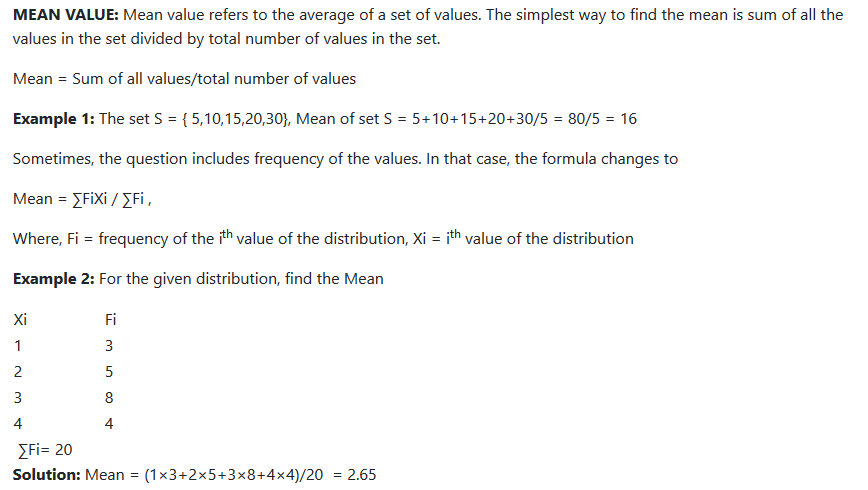 MEAN VALUE: Mean value refers to the average of a set of values. The simplest way to find the mean is sum of all the
values in the set divided by total number of values in the set.
Mean = Sum of all values/total number of values
Example 1: The set S = { 5,10,15,20,30}, Mean of set S = 5+10+15+20+30/5 = 80/5 = 16
Sometimes, the question includes frequency of the values. In that case, the formula changes to
Mean = ∑FiXi / ∑Fi ,
Where, Fi = frequency of the ith value of the distribution, Xi = ith value of the distribution
Example 2: For the given distribution, find the Mean
Xi Fi
1 3
2 5
3 8
4 4
∑Fi= 20
Solution: Mean = (1×3+2×5+3×8+4×4)/20 = 2.65